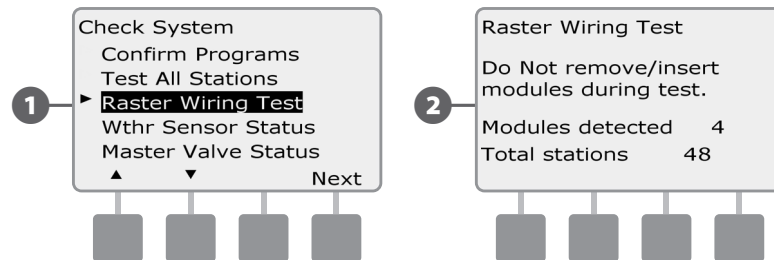 1
Check System
Confirm Programs
Test All Stations
► Raster Wiring Test
Wthr Sensor Status
Master Valve Status
▲ ▼ Next
2
Raster Wiring Test
Do Not remove/insert
modules during test.
Modules detected 4
Total stations 48